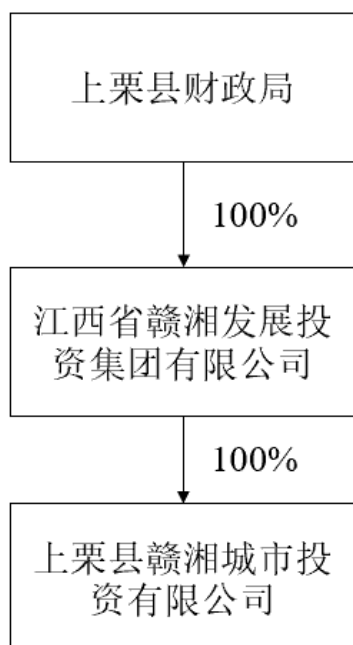 上栗县财政局
100%
江西省赣湘发展投
资集团有限公司
100%
上栗县赣湘城市投
资有限公司